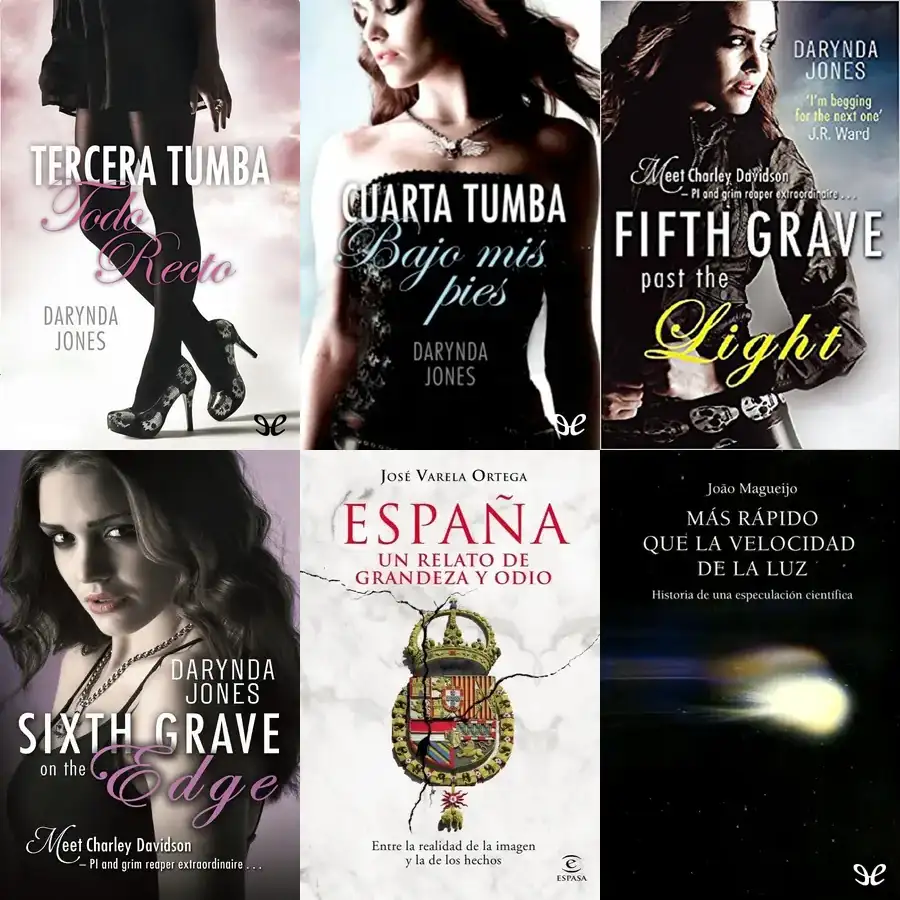 TERCERA TUMBA
Todo
Recto
DARYNDA
JONES
CUARTA TUMBA
Bajo mis
pies
DARYNDA
JONES
DARYNDA
JONES
'I'm begging
for the next one'
J.R. Ward
Meet Charley Davidson
– PI and grim reaper extraordinaire . . .
FIFTH GRAVE
past the
Light
DARYNDA
JONES
SIXTH GRAVE
on the Edge
Meet Charley Davidson
– PI and grim reaper extraordinaire . . .
JOSÉ VARELA ORTEGA
ESPAÑA
UN RELATO DE
GRANDEZA Y ODIO
Entre la realidad de la imagen
y la de los hechos
e
ESPASA
João Magueijo
MÁS RÁPIDO
QUE LA VELOCIDAD
DE LA LUZ
Historia de una especulación científica